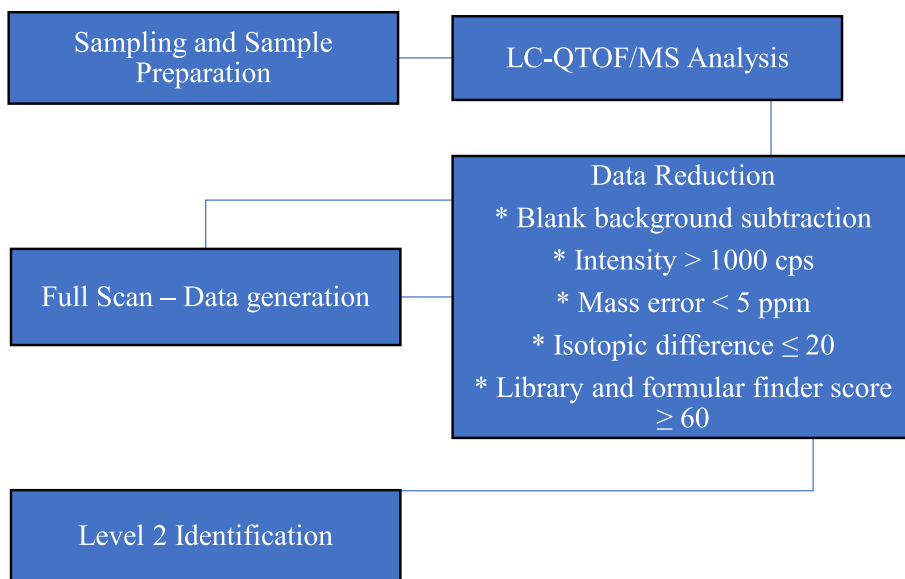 Sampling and Sample
Preparation
LC-QTOF/MS Analysis
Data Reduction
* Blank background subtraction
* Intensity > 1000 cps
* Mass error < 5 ppm
* Isotopic difference ≤ 20
* Library and formular finder score
≥ 60
Full Scan – Data generation
Level 2 Identification